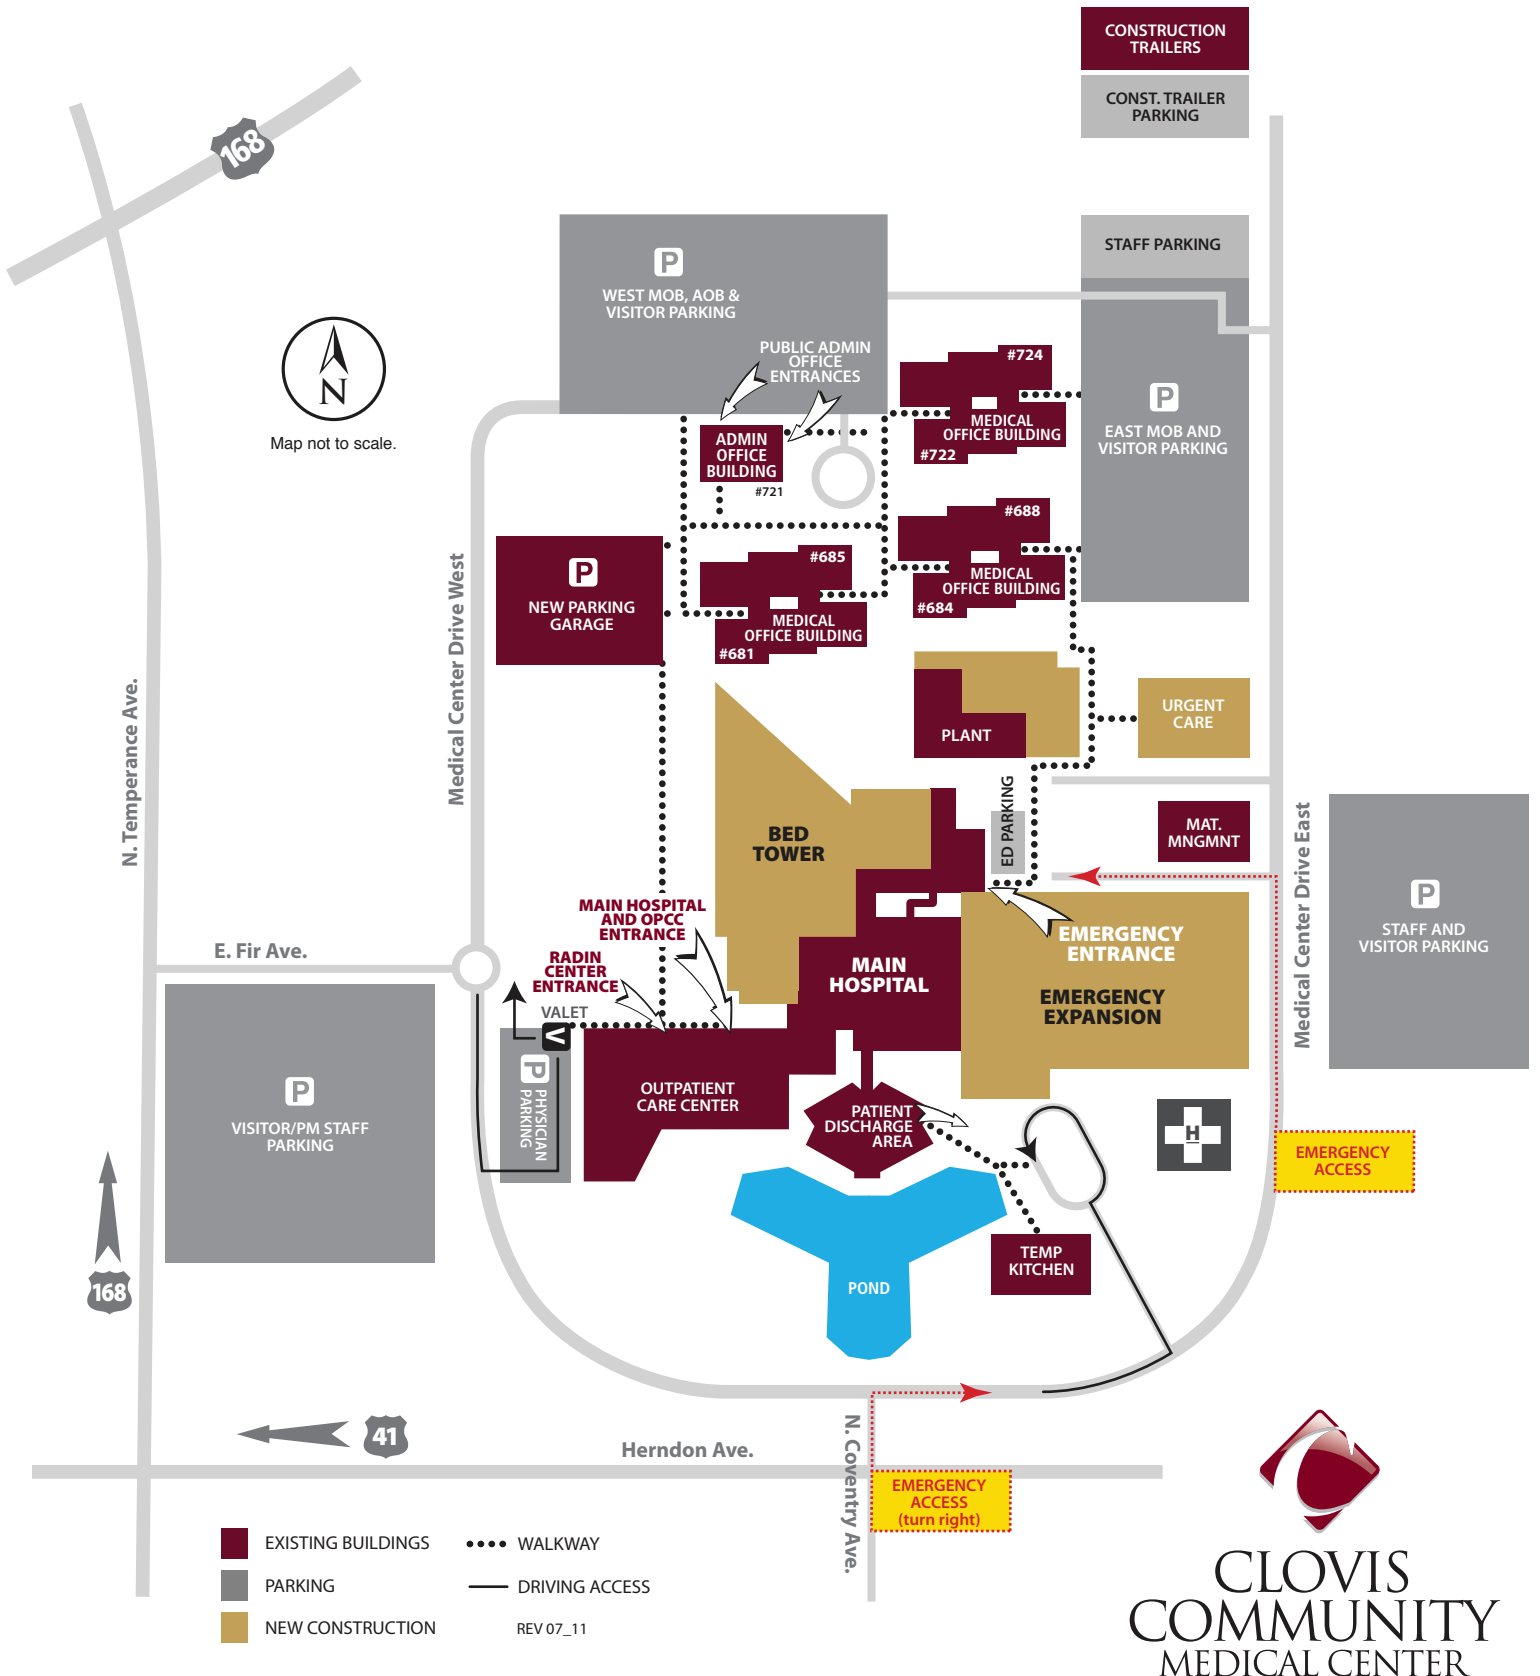 CONSTRUCTION
TRAILERS
CONST. TRAILER
PARKING
168
STAFF PARKING
P
WEST MOB, AOB &
VISITOR PARKING
PUBLIC ADMIN
OFFICE
ENTRANCES
#724
MEDICAL
OFFICE BUILDING
#722
P
EAST MOB AND
VISITOR PARKING
N
Map not to scale.
ADMIN
OFFICE
BUILDING
#721
#688
MEDICAL
OFFICE BUILDING
#684
P
NEW PARKING
GARAGE
#685
MEDICAL
OFFICE BUILDING
#681
Medical Center Drive West
N. Temperance Ave.
PLANT
URGENT
CARE
ED PARKING
MAT.
MNGMNT
Medical Center Drive East
BED
TOWER
P
STAFF AND
VISITOR PARKING
MAIN HOSPITAL
AND OPCC
ENTRANCE
RADIN
CENTER
ENTRANCE
E. Fir Ave.
MAIN
HOSPITAL
EMERGENCY
ENTRANCE
EMERGENCY
EXPANSION
VALET
V
P
PHYSICIAN
PARKING
P
VISITOR/PM STAFF
PARKING
OUTPATIENT
CARE CENTER
PATIENT
DISCHARGE
AREA
H
EMERGENCY
ACCESS
TEMP
KITCHEN
POND
168
41
Herndon Ave.
N. Coventry Ave.
EMERGENCY
ACCESS
(turn right)
EXISTING BUILDINGS
WALKWAY
PARKING
DRIVING ACCESS
NEW CONSTRUCTION
REV 07_11
CLOVIS
COMMUNITY
MEDICAL CENTER